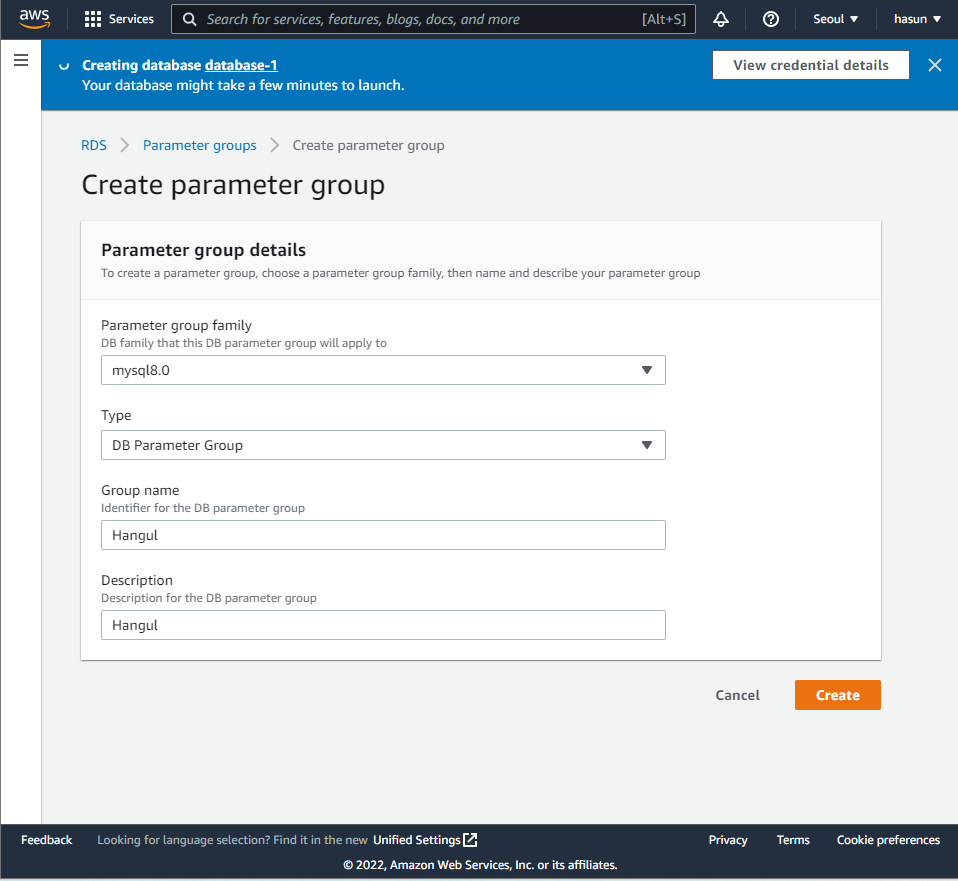 aws Services Search for services, features, blogs, docs, and more [Alt+S] Seoul hasun
Creating database database-1
View credential details
Your database might take a few minutes to launch.
RDS Parameter groups Create parameter group
Create parameter group
Parameter group details
To create a parameter group, choose a parameter group family, then name and describe your parameter group
Parameter group family
DB family that this DB parameter group will apply to
mysql8.0
Type
DB Parameter Group
Group name
Identifier for the DB parameter group
Hangul
Description
Description for the DB parameter group
Hangul
Cancel Create
Feedback Looking for language selection? Find it in the new Unified Settings Privacy Terms Cookie preferences
© 2022, Amazon Web Services, Inc. or its affiliates.